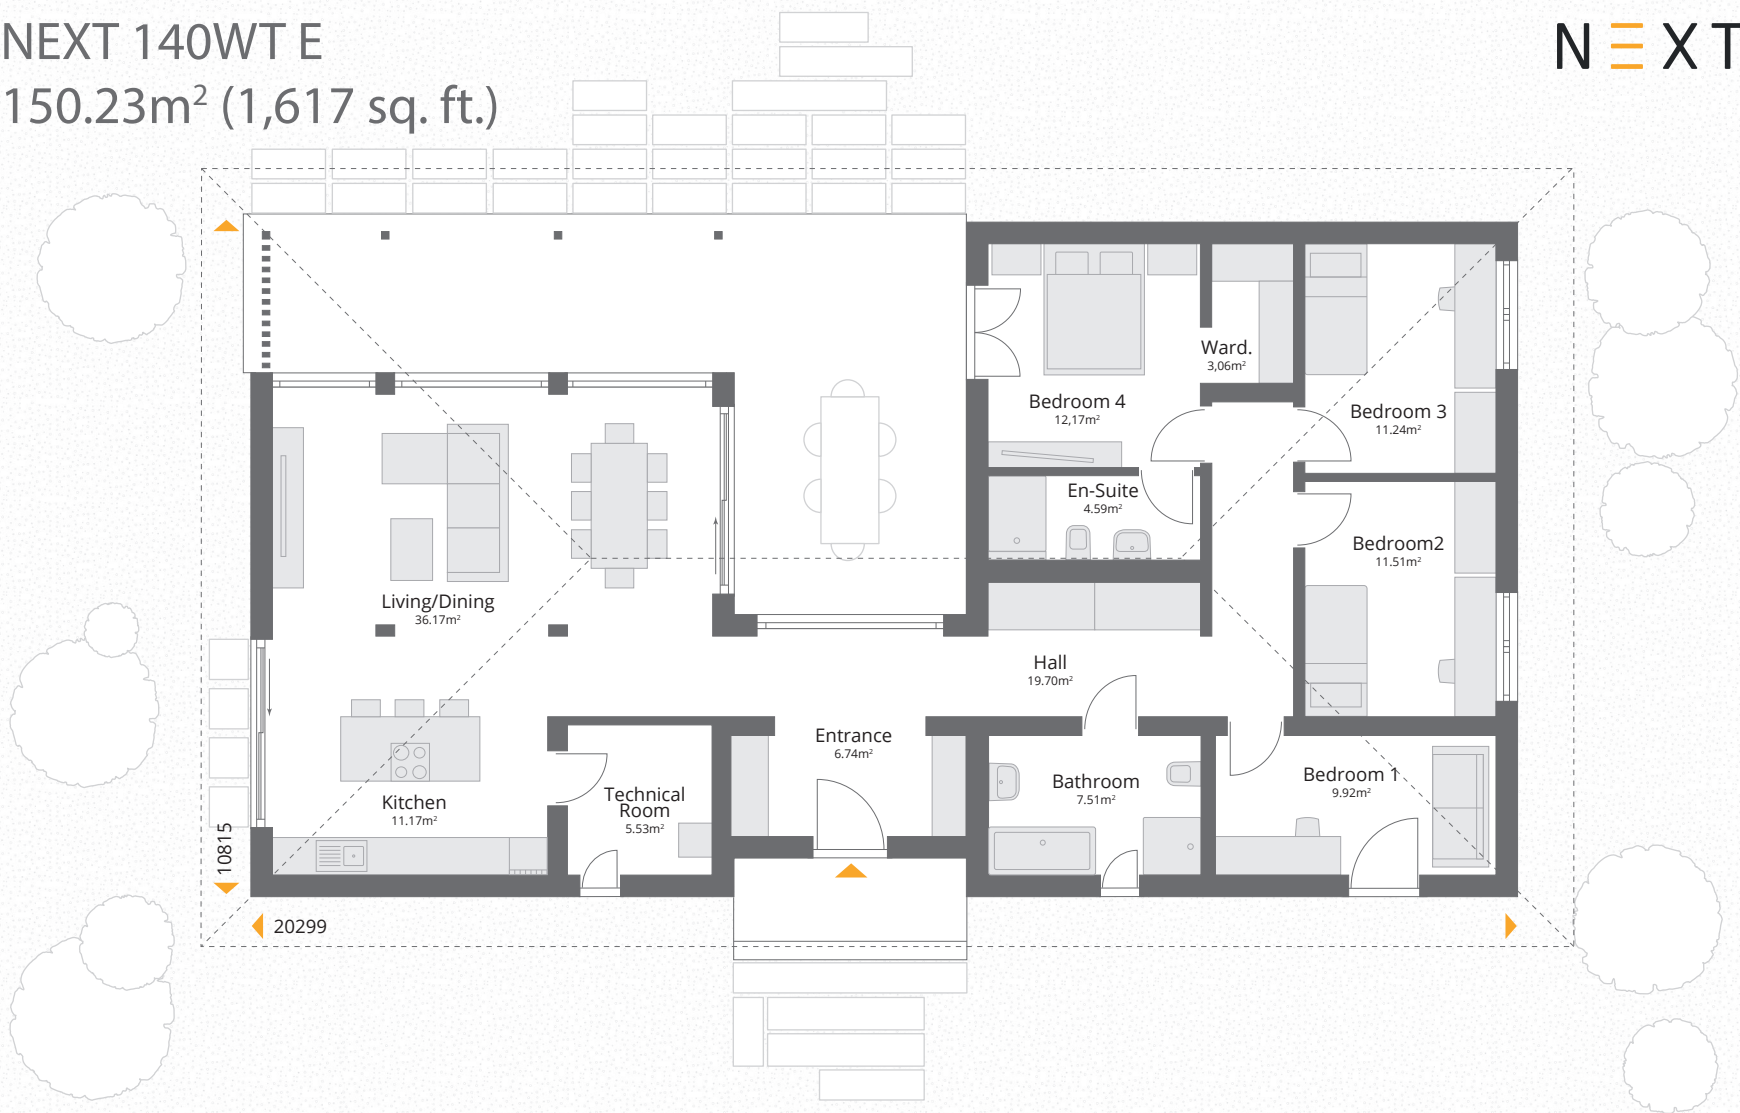 NEXT 140WT E
150.23m² (1,617 sq. ft.)
NEXT
Ward.
3,06m²
Bedroom 4
12,17m²
Bedroom 3
11.24m²
En-Suite
4.59m²
Bedroom2
11.51m²
Living/Dining
36.17m²
Hall
19.70m²
Entrance
6.74m²
Bathroom
7.51m²
Bedroom 1
9.92m²
Kitchen
11.17m²
Technical
Room
5.53m²
10815
20299